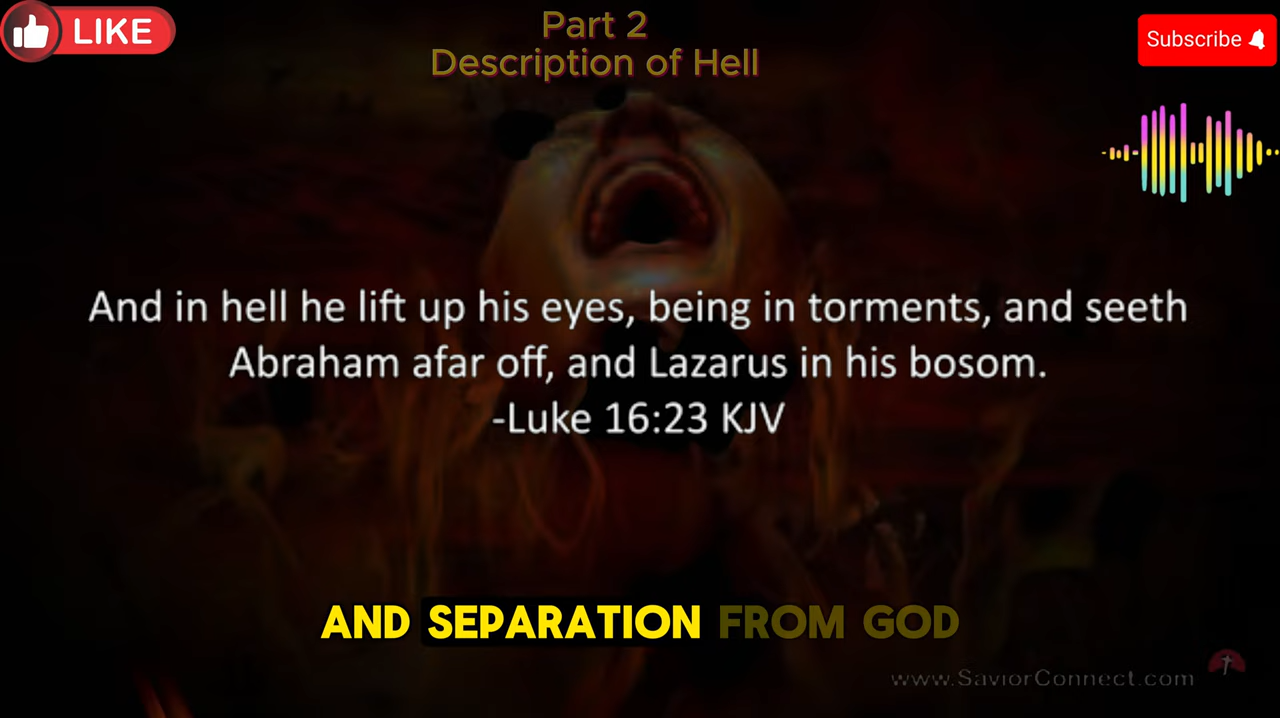 LIKE
Part 2
Description of Hell
Subscribe
And in hell he lift up his eyes, being in torments, and seeth
Abraham afar off, and Lazarus in his bosom.
-Luke 16:23 KJV
AND SEPARATION FROM GOD
www.SaviorConnect.com